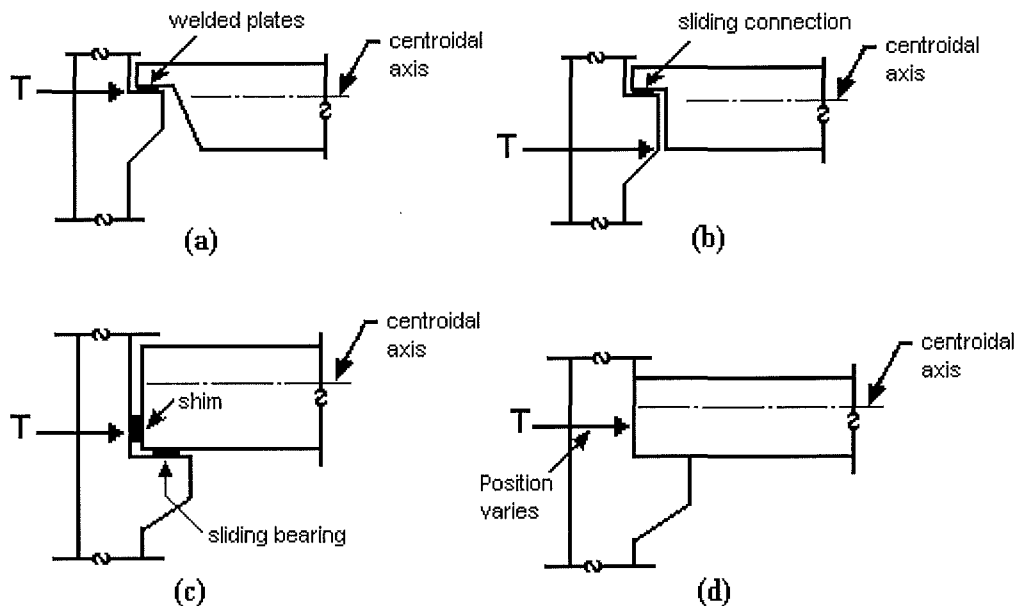 welded plates
centroidal
axis
T
(a)
sliding connection
centroidal
axis
T
(b)
centroidal
axis
shim
T
sliding bearing
(c)
centroidal
axis
T
Position
varies
(d)